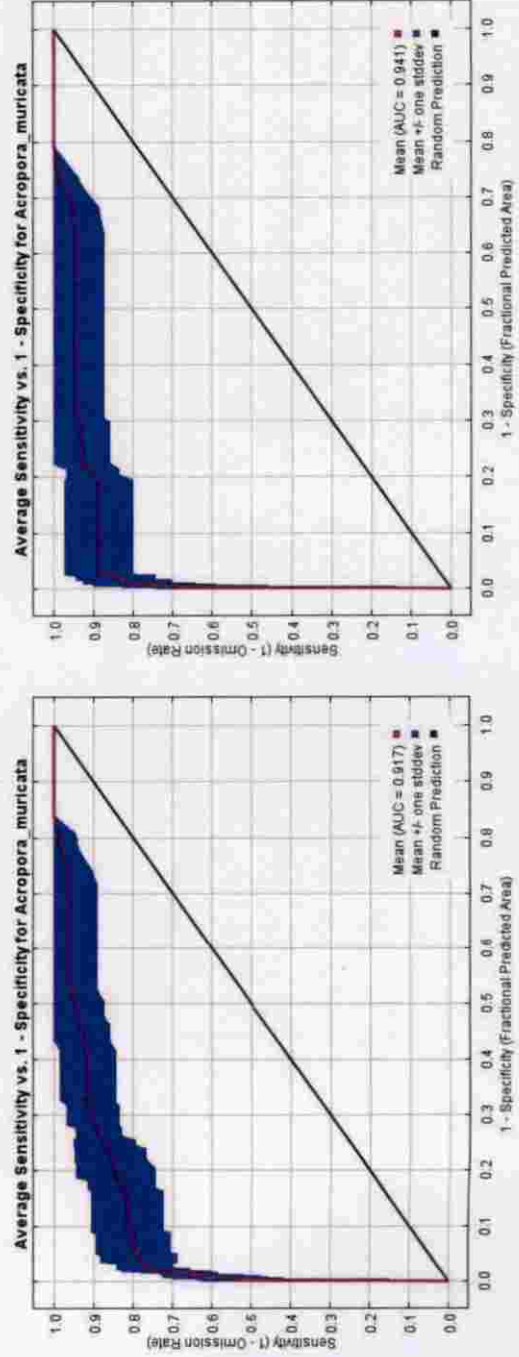 Average Sensitivity vs. 1 - Specificity for Acropora_muricata
Sensitivity (1 - Omission Rate)
1.0
0.9
0.8
0.7
0.6
0.5
0.4
0.3
0.2
0.1
0.0
Mean (AUC = 0.917)
Mean +/- one stddev
Random Prediction
0.0 0.1 0.2 0.3 0.4 0.5 0.6 0.7 0.8 0.9 1.0
1 - Specificity (Fractional Predicted Area)
Average Sensitivity vs. 1 - Specificity for Acropora_muricata
Sensitivity (1 - Omission Rate)
1.0
0.9
0.8
0.7
0.6
0.5
0.4
0.3
0.2
0.1
0.0
Mean (AUC = 0.941)
Mean +/- one stddev
Random Prediction
0.0 0.1 0.2 0.3 0.4 0.5 0.6 0.7 0.8 0.9 1.0
1 - Specificity (Fractional Predicted Area)